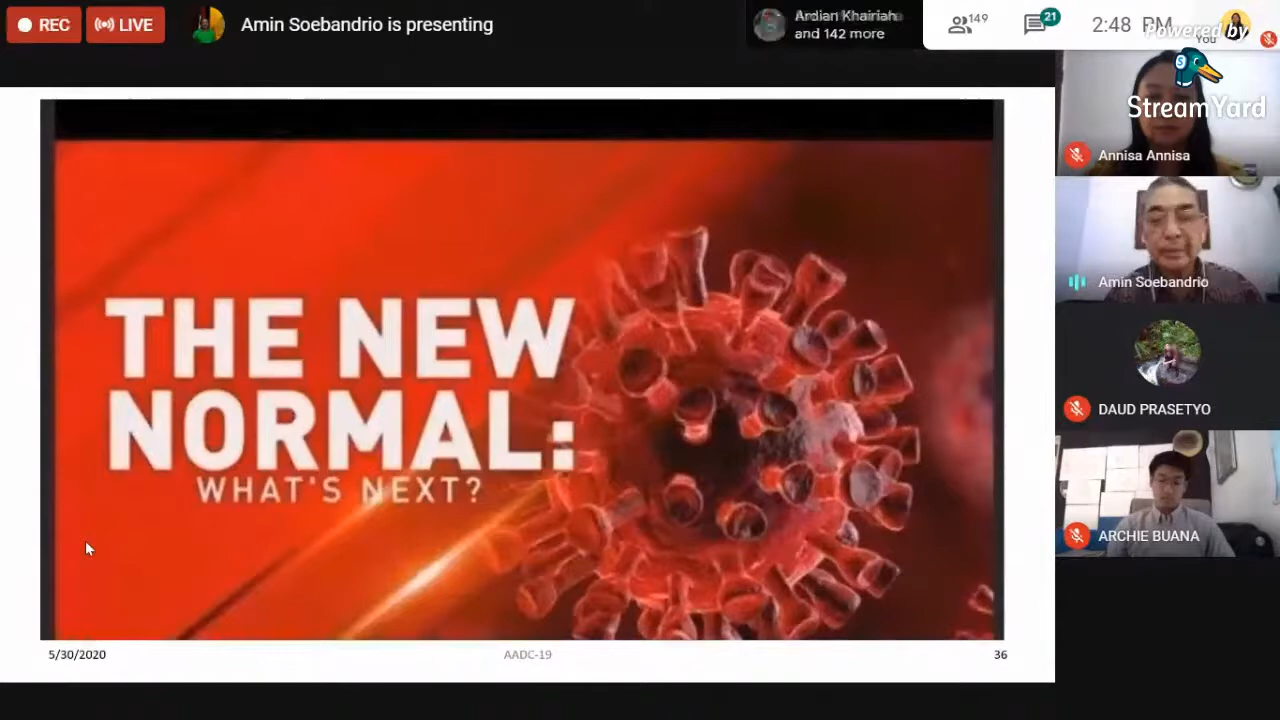 REC
LIVE
Amin Soebandrio is presenting
Ardian Khairiah
and 142 more
149
21
2:48 PM
You
Powered by
StreamYard
Annisa Annisa
Amin Soebandrio
DAUD PRASETYO
ARCHIE BUANA
THE NEW
NORMAL:
WHAT'S NEXT?
5/30/2020
AADC-19
36